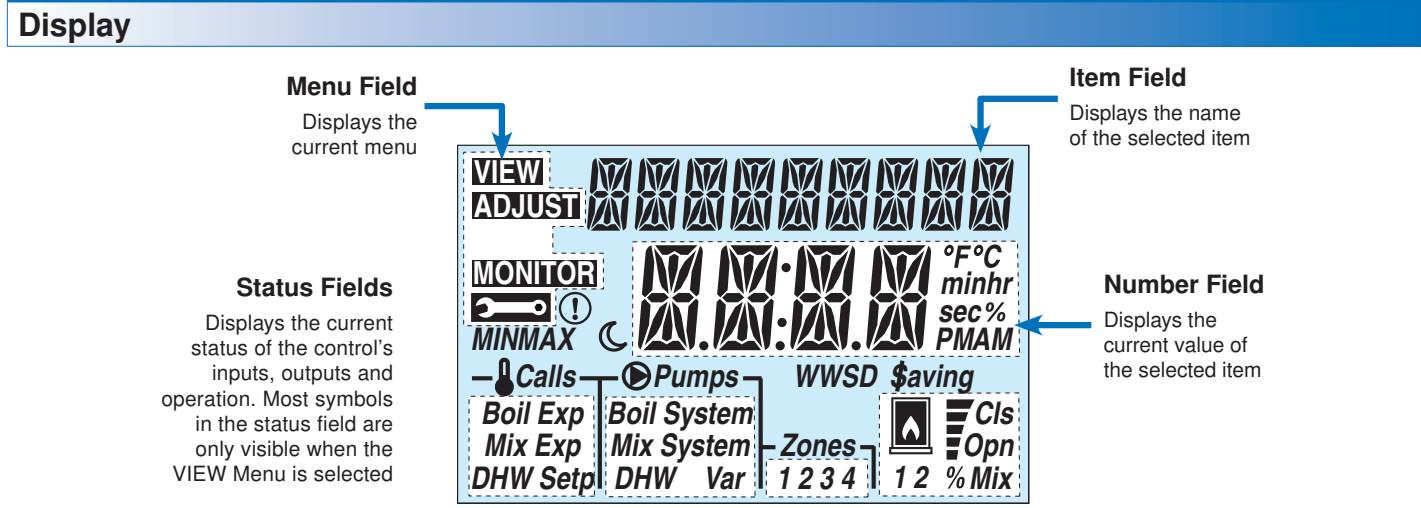 Display
Menu Field
Displays the
current menu
Item Field
Displays the name
of the selected item
Status Fields
Displays the current
status of the control's
inputs, outputs and
operation. Most symbols
in the status field are
only visible when the
VIEW Menu is selected
Number Field
Displays the
current value of
the selected item
VIEW
ADJUST
MONITOR
MINMAX
°F°C
minhr
sec%
PMAM
Calls
Pumps
WWSD $aving
Boil Exp
Mix Exp
DHW Setp
Boil System
Mix System
DHW Var
Zones
1 2 3 4
1 2
Cls
Opn
% Mix